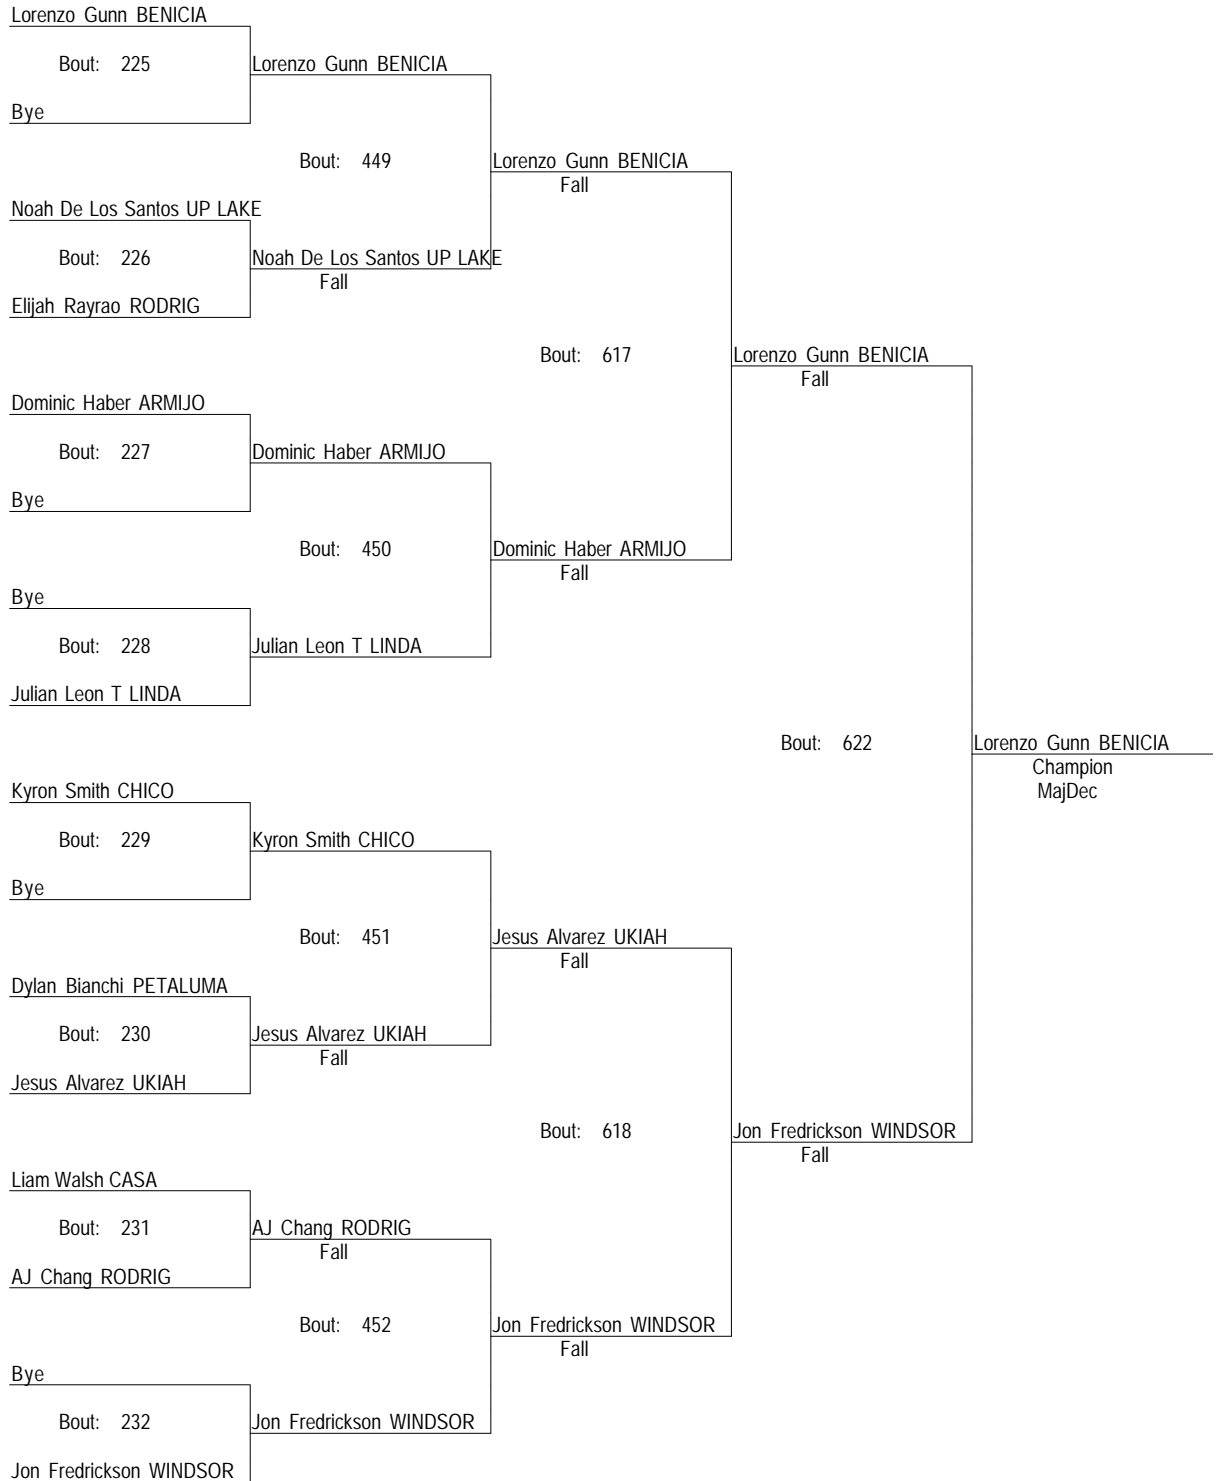 Lorenzo Gunn BENICIA
Bout: 225
Lorenzo Gunn BENICIA
Bye
Bout: 449
Lorenzo Gunn BENICIA
Fall
Noah De Los Santos UP LAKE
Bout: 226
Noah De Los Santos UP LAKE
Fall
Elijah Rayrao RODRIG
Bout: 617
Lorenzo Gunn BENICIA
Fall
Dominic Haber ARMIJO
Bout: 227
Dominic Haber ARMIJO
Bye
Bout: 450
Dominic Haber ARMIJO
Fall
Bye
Bout: 228
Julian Leon T LINDA
Julian Leon T LINDA
Bout: 622
Lorenzo Gunn BENICIA
Champion
MajDec
Kyron Smith CHICO
Bout: 229
Kyron Smith CHICO
Bye
Bout: 451
Jesus Alvarez UKIAH
Fall
Dylan Bianchi PETALUMA
Bout: 230
Jesus Alvarez UKIAH
Fall
Jesus Alvarez UKIAH
Bout: 618
Jon Fredrickson WINDSOR
Fall
Liam Walsh CASA
Bout: 231
AJ Chang RODRIG
Fall
AJ Chang RODRIG
Bout: 452
Jon Fredrickson WINDSOR
Fall
Bye
Bout: 232
Jon Fredrickson WINDSOR
Jon Fredrickson WINDSOR